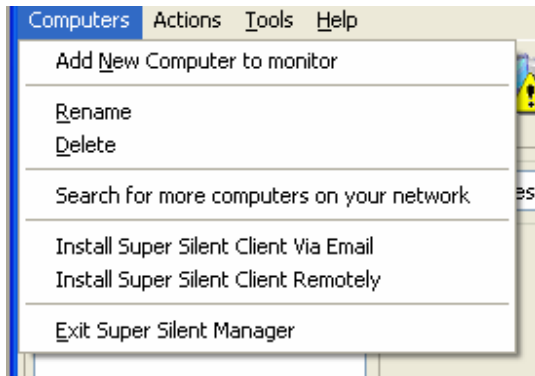 Computers Actions Tools Help
Add New Computer to monitor
Rename
Delete
Search for more computers on your network
es
Install Super Silent Client Via Email
Install Super Silent Client Remotely
Exit Super Silent Manager